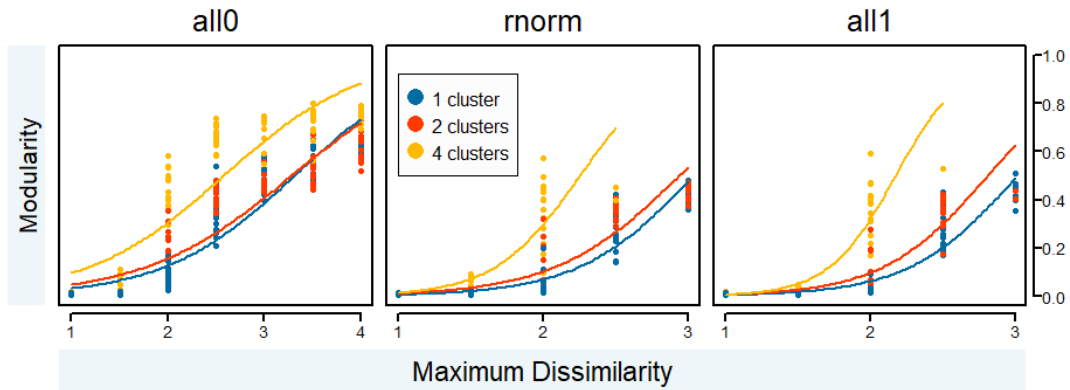 all0 rnorm all1
Modularity
1 cluster
2 clusters
4 clusters
1.0
0.8
0.6
0.4
0.2
0.0
1 2 3 4 1 2 3 1 2 3
Maximum Dissimilarity